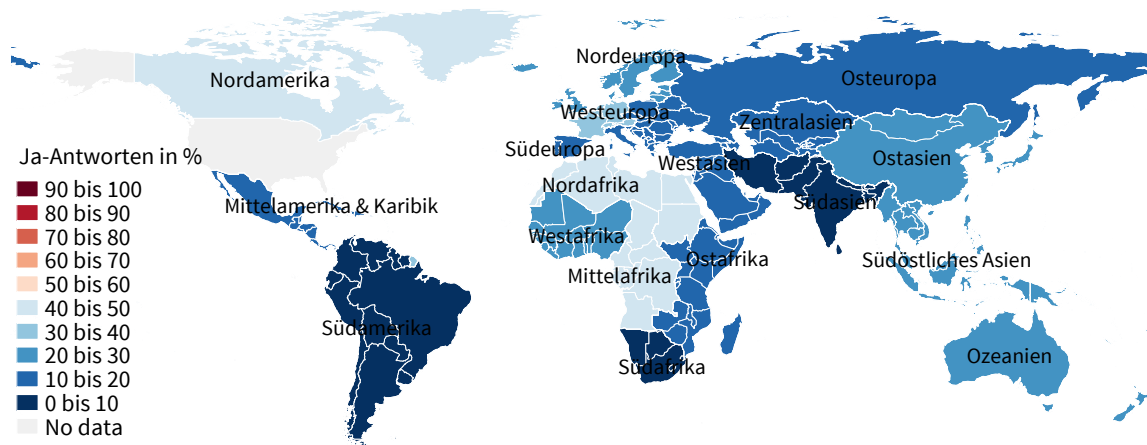 Nordeuropa
Nordamerika
Osteuropa
Westeuropa
Zentralasien
Südeuropa
Ja-Antworten in %
Westasien
Ostasien
Nordafrika
90 bis 100
Mittelamerika & Karibik
Südasien
80 bis 90
70 bis 80
Westafrika
60 bis 70
Ostafrika
Südöstliches Asien
50 bis 60
Mittelafrika
40 bis 50
30 bis 40
Südamerika
20 bis 30
Ozeanien
10 bis 20
Südafrika
0 bis 10
No data